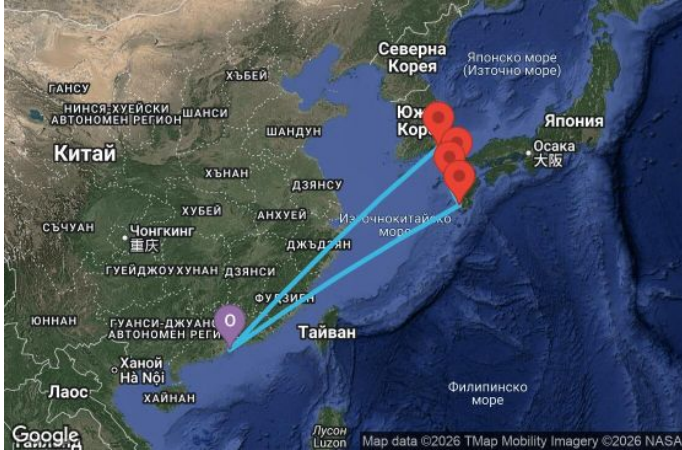 Северна
Корея
Японско море
(Източно море)
ХЪБЕЙ
ГАНСУ
НИНСЯ-ХУЕЙСКИ
АВТОНОМЕН РЕГИОН
ШАНСИ
Юж
Кор
Япония
ШАНДУН
Осака
大阪
Китай
ХЪНАН
ДЗЯНСУ
ХУБЕЙ
АНХУЕЙ
Източнокитайско
море
СЪЧУАН
Чонгкинг
重庆
ДЖЪДЗЯН
ГУЕЙДЖОУ
ХУНАН
ДЗЯНСИ
ФУДЗИЕН
O
ЮННАН
ГУАНСИ-ДЖУАНС
АВТОНОМЕН РЕГИ
Тайван
Ханой
Hà Nội
Лаос
ХАЙНАН
Филипинско
море
Лусон
Luzon
Google
Map data ©2026 TMap Mobility Imagery ©2026 NASA